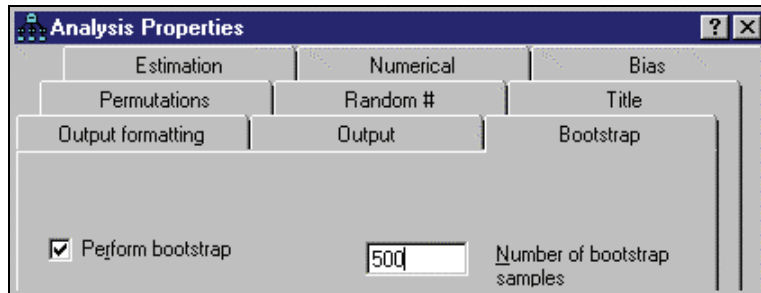 Analysis Properties
Estimation Numerical Bias
Permutations Random # Title
Output formatting Output Bootstrap
Perform bootstrap 500 Number of bootstrap
samples